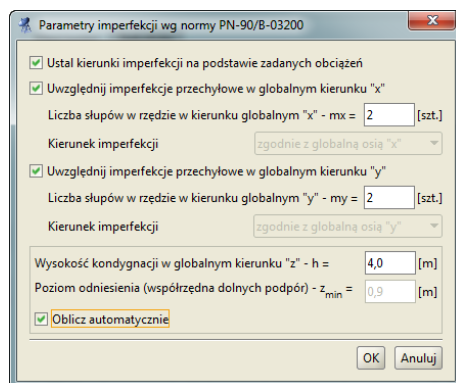 Parametry imperfekcji wg normy PN-90/B-03200
Ustal kierunki imperfekcji na podstawie zadanych obciążeń
Uwzględnij imperfekcje przechyłowe w globalnym kierunku "x"
Liczba słupów w rzędzie w kierunku globalnym "x" - mx = 2 [szt.]
Kierunek imperfekcji zgodnie z globalną osią "x"
Uwzględnij imperfekcje przechyłowe w globalnym kierunku "y"
Liczba słupów w rzędzie w kierunku globalnym "y" - my = 2 [szt.]
Kierunek imperfekcji zgodnie z globalną osią "y"
Wysokość kondygnacji w globalnym kierunku "z" - h = 4,0 [m]
Poziom odniesienia (współrzędna dolnych podpór) - zmin = 0,9 [m]
Oblicz automatycznie
OK Anuluj